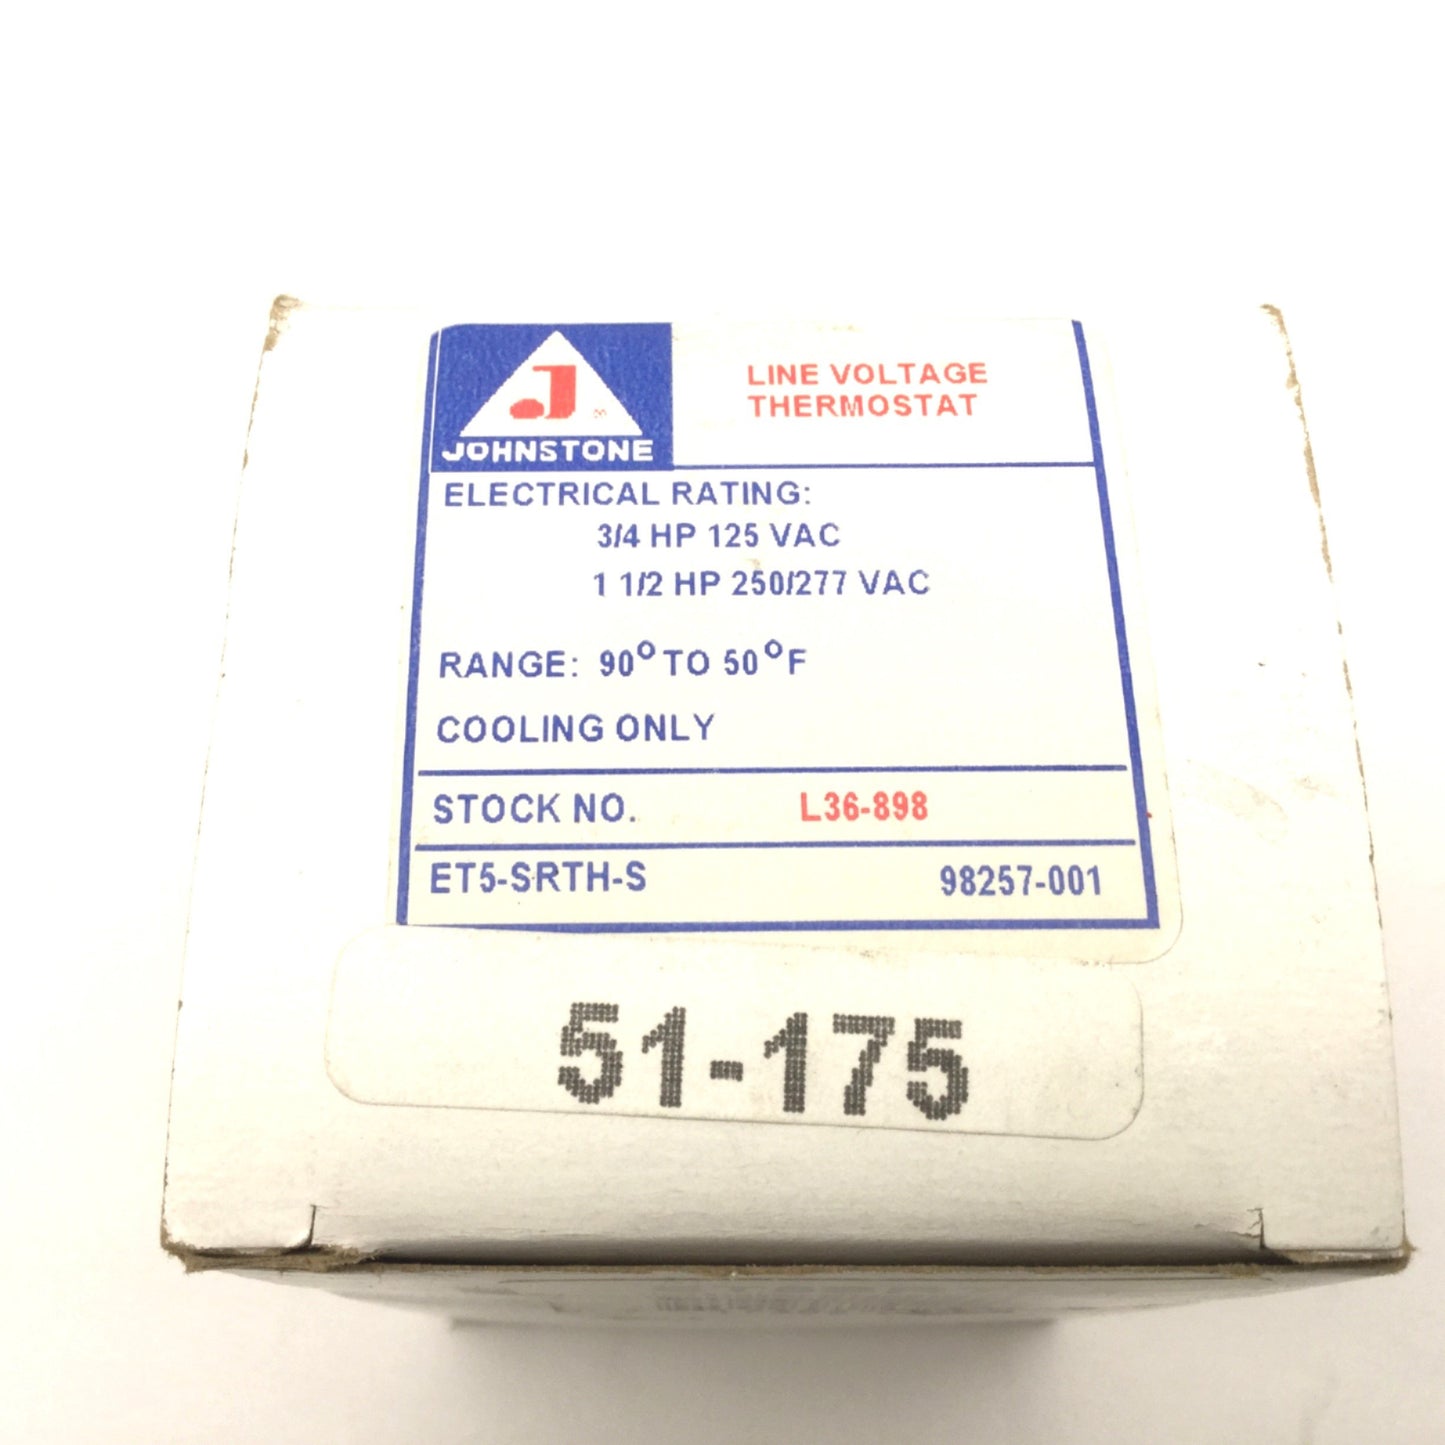 J
JOHNSTONE
LINE VOLTAGE
THERMOSTAT
ELECTRICAL RATING:
3/4 HP 125 VAC
1 1/2 HP 250/277 VAC
RANGE: 90° TO 50°F
COOLING ONLY
STOCK NO. L36-898
ET5-SRTH-S 98257-001
51-175